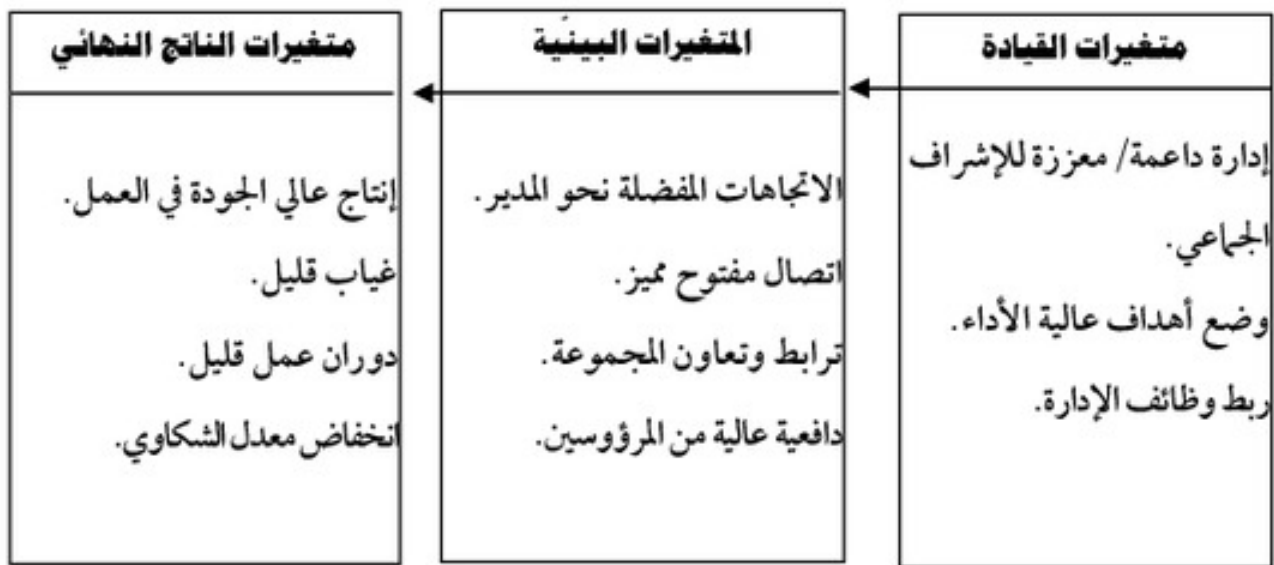 متغيرات القيادة
إدارة داعمة/ معززة للإشراف
الجماعي.
وضع أهداف عالية الأداء.
ربط وظائف الإدارة.
المتغيرات البينّية
الاتجاهات المفضلة نحو المدير.
اتصال مفتوح مميز.
ترابط وتعاون المجموعة.
دافعية عالية من المرؤوسين.
متغيرات الناتج النهائي
إنتاج عالي الجودة في العمل.
غياب قليل.
دوران عمل قليل.
انخفاض معدل الشكاوي.